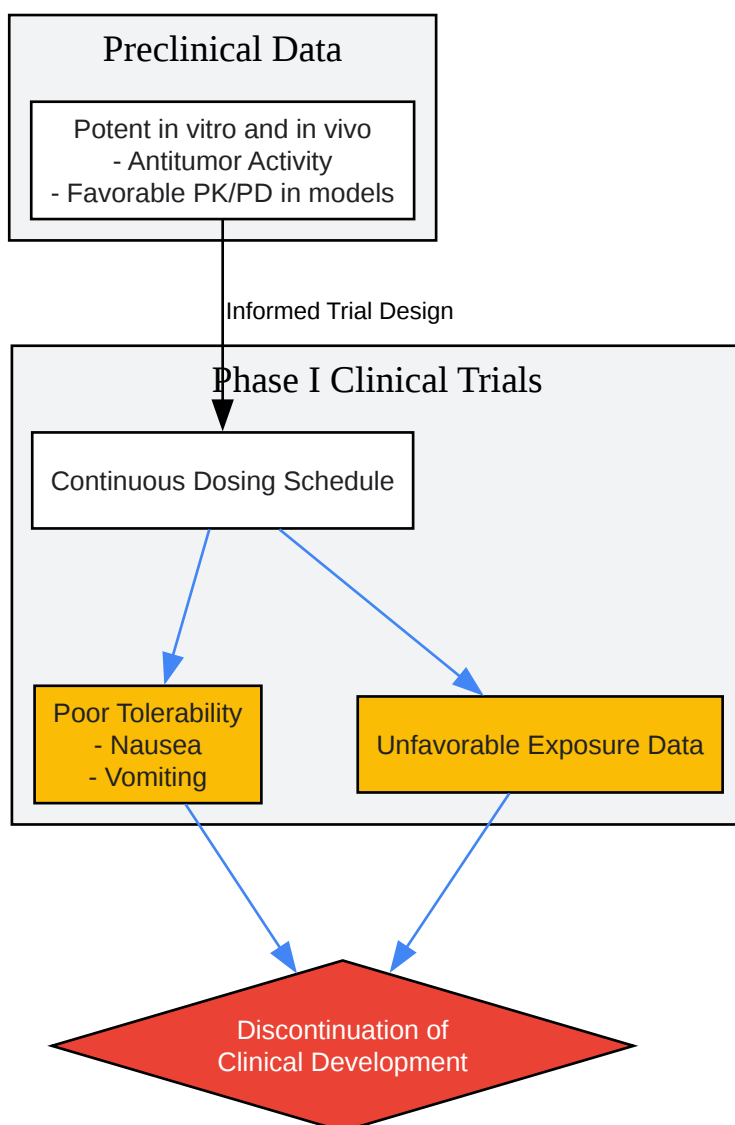 Preclinical Data
Potent in vitro and in vivo
- Antitumor Activity
- Favorable PK/PD in models
Informed Trial Design
Phase I Clinical Trials
Continuous Dosing Schedule
Poor Tolerability
- Nausea
- Vomiting
Unfavorable Exposure Data
Discontinuation of
Clinical Development